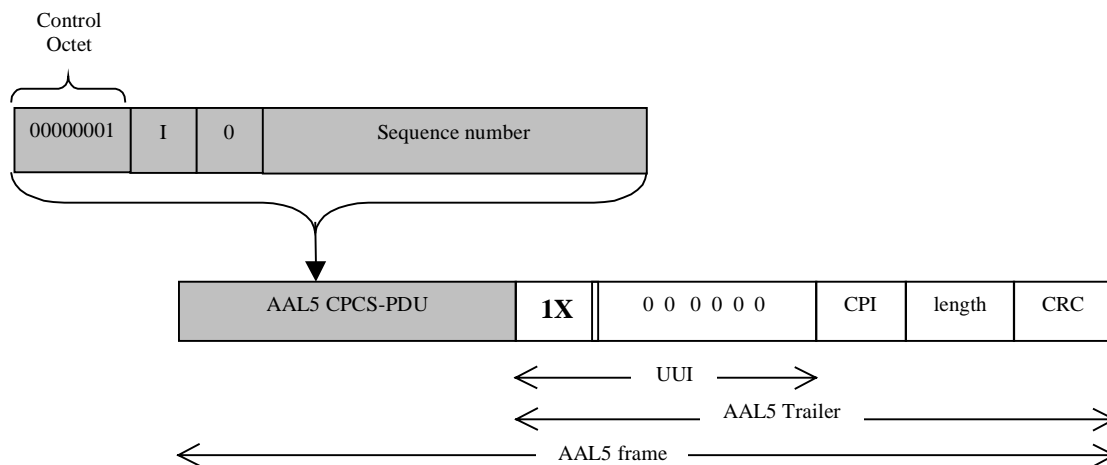 Control
Octet
00000001 I 0 Sequence number
AAL5 CPCS-PDU 1X 0 0 0 0 0 0 CPI length CRC
UUI
AAL5 Trailer
AAL5 frame